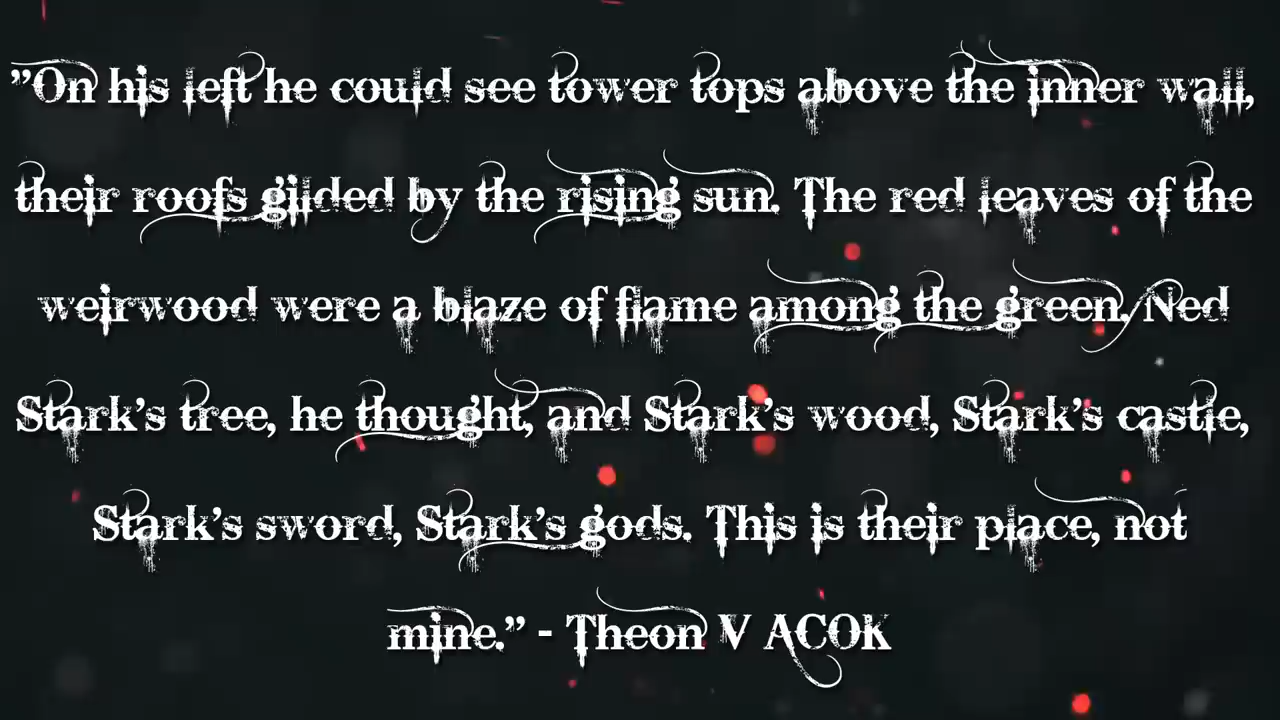 "On his left he could see tower tops above the inner wall,
their roofs gilded by the rising sun. The red leaves of the
weirwood were a blaze of flame among the green. Ned
Stark's tree, he thought, and Stark's wood, Stark's castle,
Stark's sword, Stark's gods. This is their place, not
mine." - Theon V ACOK